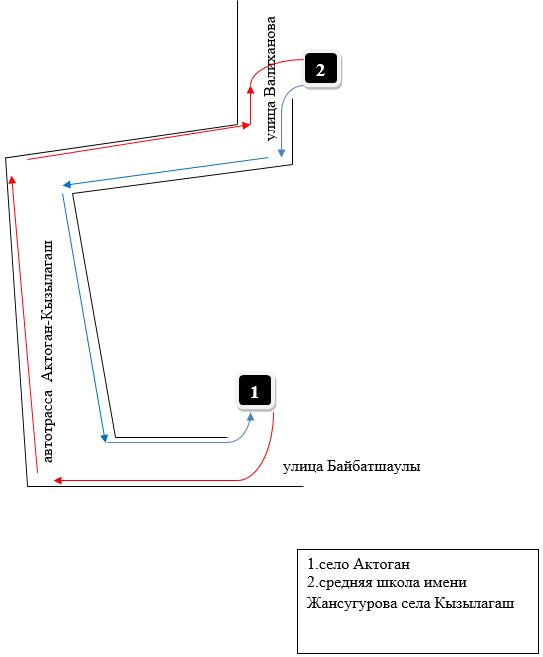 улица Валиханова
2
автотрасса Актоган-Кызылагаш
1
улица Байбатшаулы
1.село Актоган
2.средняя школа имени
Жансугурова села Кызылагаш